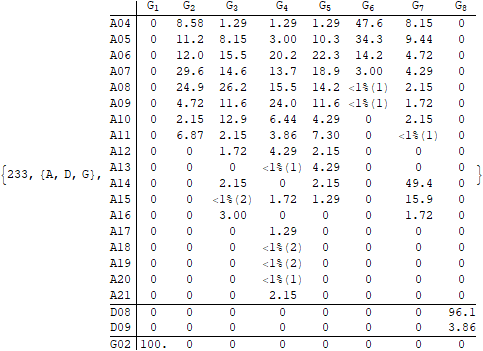 G1 G2 G3 G4 G5 G6 G7 G8
A04 0 8.58 1.29 1.29 1.29 47.6 8.15 0
A05 0 11.2 8.15 3.00 10.3 34.3 9.44 0
A06 0 12.0 15.5 20.2 22.3 14.2 4.72 0
A07 0 29.6 14.6 13.7 18.9 3.00 4.29 0
A08 0 24.9 26.2 15.5 14.2 <1%(1) 2.15 0
A09 0 4.72 11.6 24.0 11.6 <1%(1) 1.72 0
A10 0 2.15 12.9 6.44 4.29 0 2.15 0
A11 0 6.87 2.15 3.86 7.30 0 <1%(1) 0
A12 0 0 1.72 4.29 2.15 0 0 0
A13 0 0 0 <1%(1) 4.29 0 0 0
{233, {A, D, G}, A14 0 0 2.15 0 2.15 0 49.4 0 }
A15 0 0 <1%(2) 1.72 1.29 0 15.9 0
A16 0 0 3.00 0 0 0 1.72 0
A17 0 0 0 1.29 0 0 0 0
A18 0 0 0 <1%(2) 0 0 0 0
A19 0 0 0 <1%(2) 0 0 0 0
A20 0 0 0 <1%(1) 0 0 0 0
A21 0 0 0 2.15 0 0 0 0
D08 0 0 0 0 0 0 0 96.1
D09 0 0 0 0 0 0 0 3.86
G02 100. 0 0 0 0 0 0 0